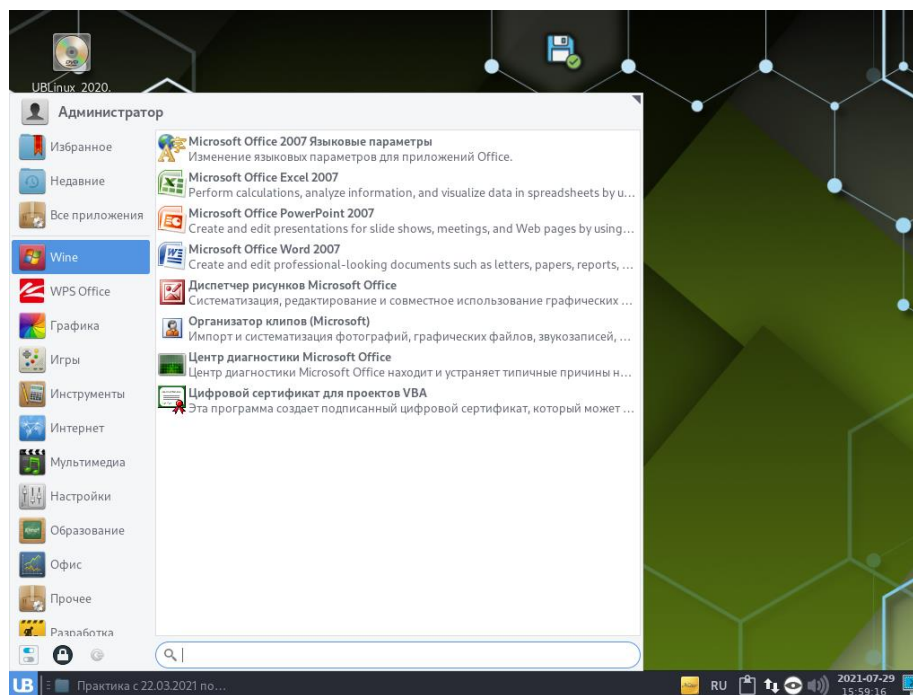 UBLinux 2020.
Администратор
Избранное
Недавние
Все приложения
Wine
WPS Office
Графика
Игры
Инструменты
Интернет
Мультимедиа
Настройки
Образование
Офис
Прочее
Разработка
Microsoft Office 2007 Языковые параметры
Изменение языковых параметров для приложений Office.
Microsoft Office Excel 2007
Perform calculations, analyze information, and visualize data in spreadsheets by u...
Microsoft Office PowerPoint 2007
Create and edit presentations for slide shows, meetings, and Web pages by using...
Microsoft Office Word 2007
Create and edit professional-looking documents such as letters, papers, reports, ...
Диспетчер рисунков Microsoft Office
Систематизация, редактирование и совместное использование графических ...
Организатор клипов (Microsoft)
Импорт и систематизация фотографий, графических файлов, звукозаписей, ...
Центр диагностики Microsoft Office
Центр диагностики Microsoft Office находит и устраняет типичные причины н...
Цифровой сертификат для проектов VBA
Эта программа создает подписанный цифровой сертификат, который может ...
UB
Практика с 22.03.2021 по...
RU
2021-07-29
15:59:16